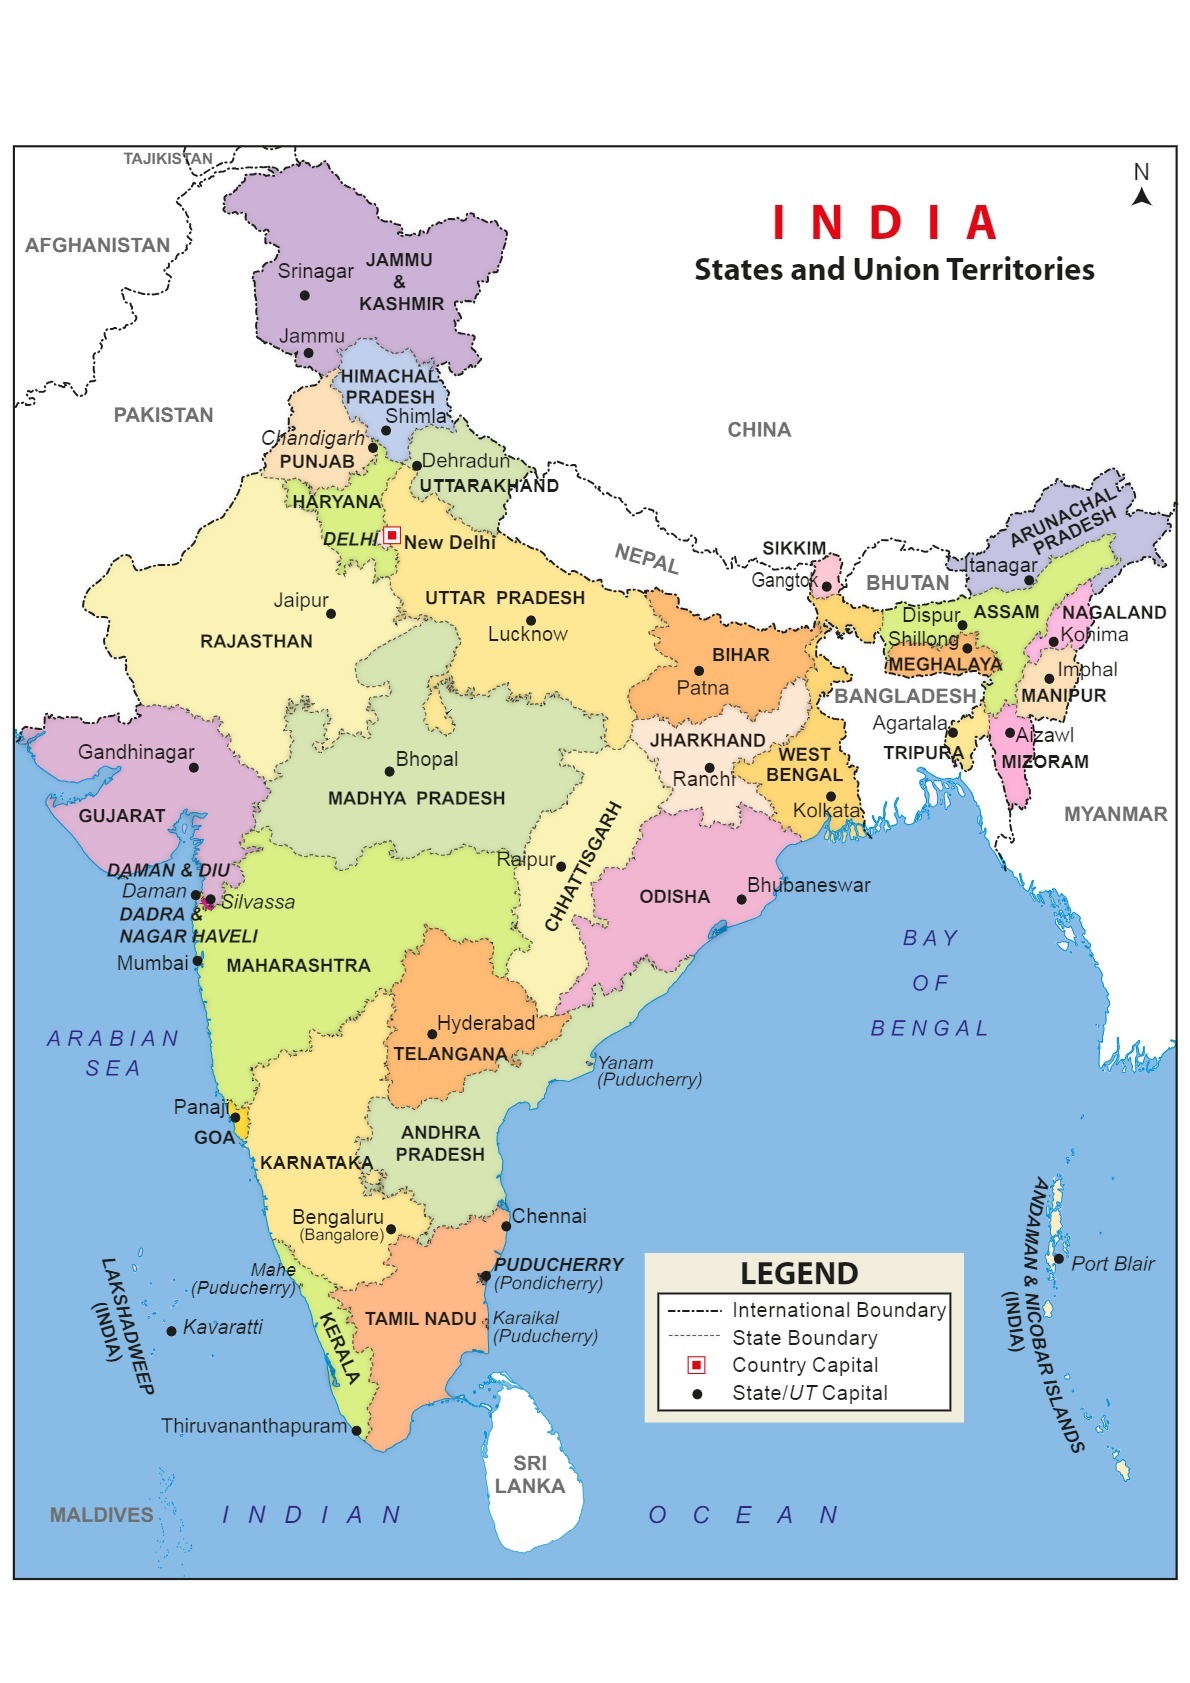 TAJIKISTAN
N
INDIA
States and Union Territories
AFGHANISTAN
JAMMU
&
KASHMIR
Srinagar
Jammu
HIMACHAL
PRADESH
Shimla
PAKISTAN
CHINA
Chandigarh
PUNJAB
Dehradun
UTTARAKHAND
HARYANA
DELHI
New Delhi
NEPAL
SIKKIM
Gangtok
BHUTAN
ARUNACHAL
PRADESH
Itanagar
Jaipur
RAJASTHAN
UTTAR PRADESH
Lucknow
BIHAR
Patna
Dispur
ASSAM
NAGALAND
Kohima
Shillong
MEGHALAYA
Imphal
MANIPUR
BANGLADESH
Agartala
TRIPURA
Aizawl
MIZORAM
MYANMAR
Gandhinagar
GUJARAT
Bhopal
MADHYA PRADESH
JHARKHAND
Ranchi
WEST
BENGAL
Kolkata
CHHATTISGARH
Raipur
ODISHA
Bhubaneswar
DAMAN & DIU
Daman
Silvassa
DADRA &
NAGAR HAVELI
Mumbai
MAHARASHTRA
BAY
OF
BENGAL
ARABIAN
SEA
Hyderabad
TELANGANA
Yanam
(Puducherry)
Panaji
GOA
KARNATAKA
ANDHRA
PRADESH
Bengaluru
(Bangalore)
Chennai
Mahe
(Puducherry)
PUDUCHERRY
(Pondicherry)
TAMIL NADU
Karaikal
(Puducherry)
KERALA
LAKSHADWEEP
(INDIA)
Kavaratti
Thiruvananthapuram
ANDAMAN & NICOBAR ISLANDS
(INDIA)
Port Blair
LEGEND
International Boundary
State Boundary
Country Capital
State/UT Capital
SRI
LANKA
MALDIVES
INDIAN OCEAN